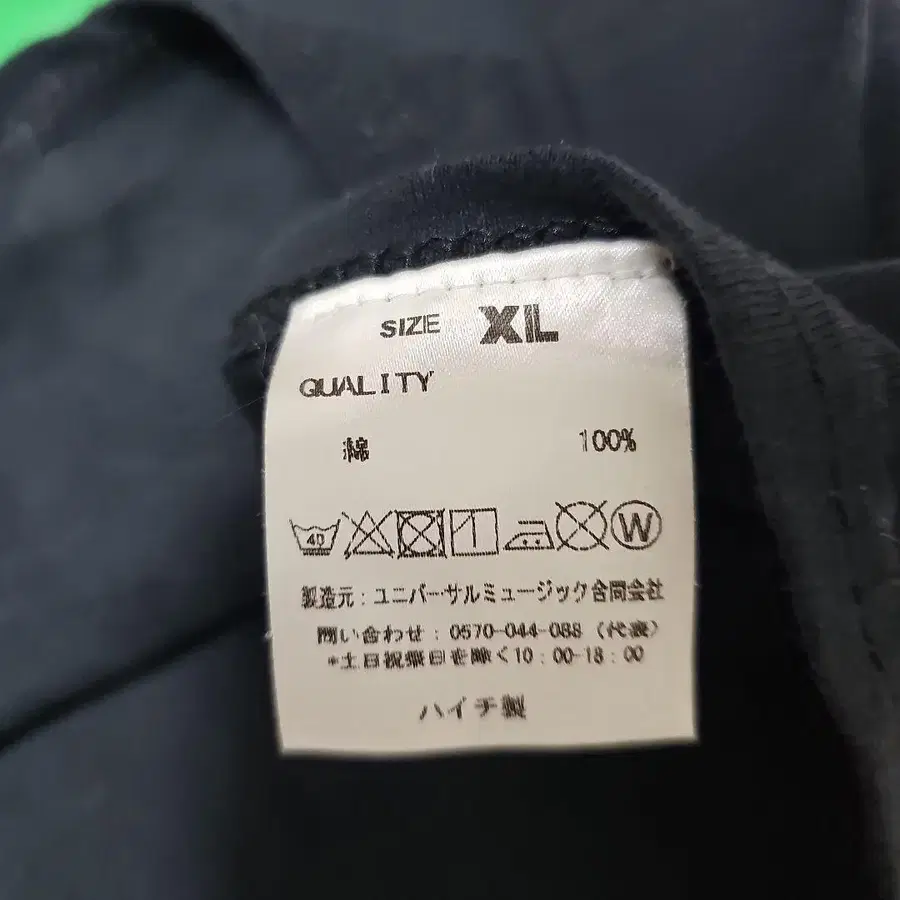 SIZE XL
QUALITY
綿 100%
40 W
製造元：ユニバーサルミュージック合同会社
問い合わせ：0570-044-088（代表）
*土日祝祭日を除く10：00-18：00
ハイチ製